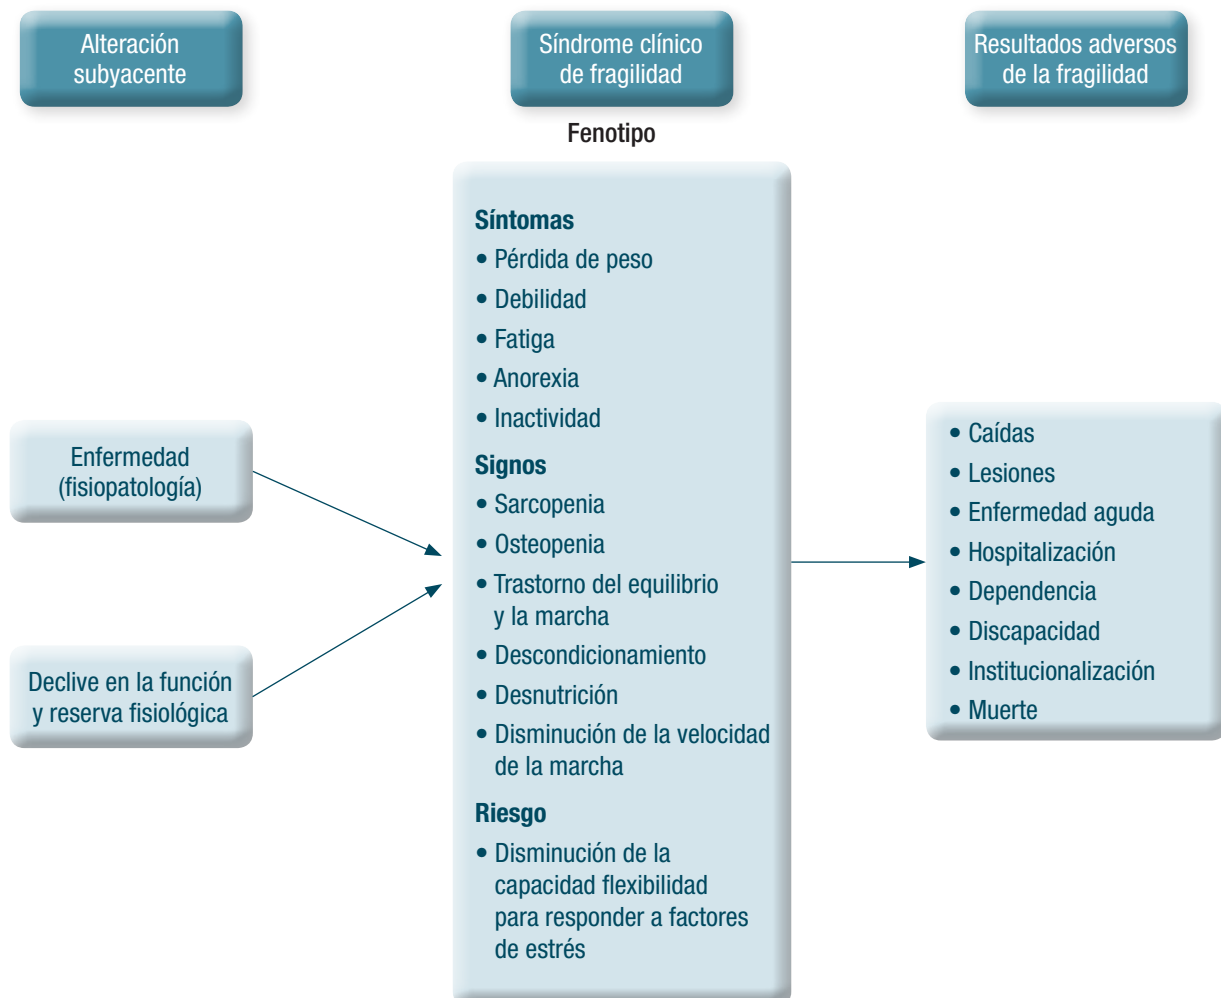 Alteración
subyacente
Síndrome clínico
de fragilidad
Resultados adversos
de la fragilidad
Fenotipo
Enfermedad
(fisiopatología)
Declive en la función
y reserva fisiológica
Síntomas
• Pérdida de peso
• Debilidad
• Fatiga
• Anorexia
• Inactividad
Signos
• Sarcopenia
• Osteopenia
• Trastorno del equilibrio
y la marcha
• Descondicionamiento
• Desnutrición
• Disminución de la velocidad
de la marcha
Riesgo
• Disminución de la
capacidad flexibilidad
para responder a factores
de estrés
• Caídas
• Lesiones
• Enfermedad aguda
• Hospitalización
• Dependencia
• Discapacidad
• Institucionalización
• Muerte